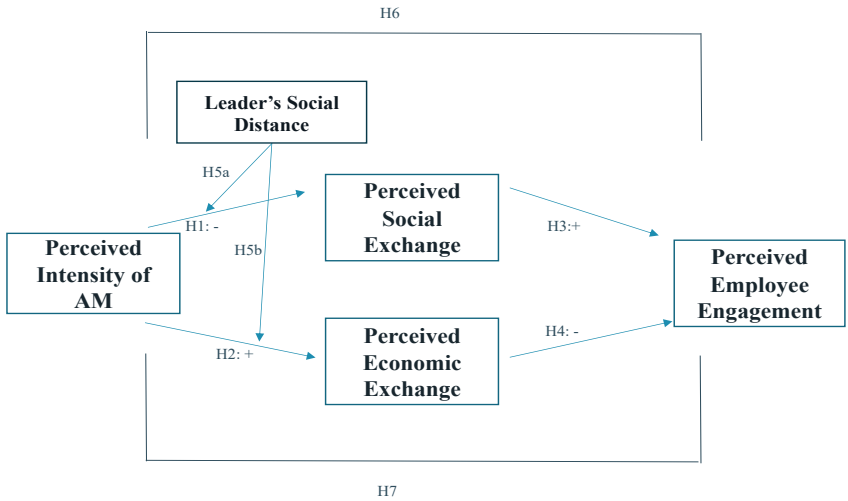 H6
Leader’s Social
Distance
H5a
Perceived
Social
Exchange
H1: -
H3:+
H5b
Perceived
Intensity of
AM
Perceived
Employee
Engagement
Perceived
Economic
Exchange
H4: -
H2: +
H7